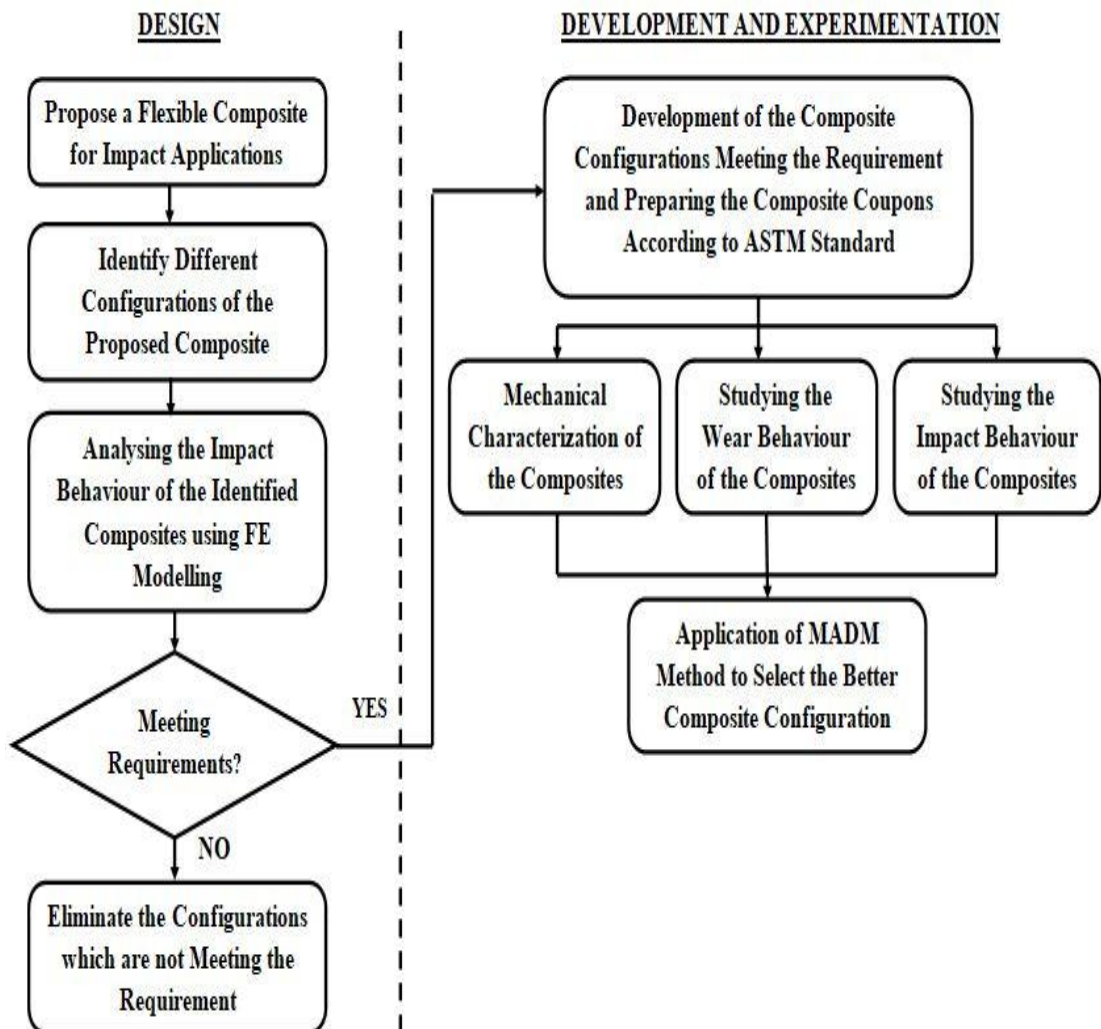 DESIGN
Propose a Flexible Composite
for Impact Applications
Identify Different
Configurations of the
Proposed Composite
Analysing the Impact
Behaviour of the Identified
Composites using FE
Modelling
Meeting
Requirements?
YES
NO
Eliminate the Configurations
which are not Meeting the
Requirement
DEVELOPMENT AND EXPERIMENTATION
Development of the Composite
Configurations Meeting the Requirement
and Preparing the Composite Coupons
According to ASTM Standard
Mechanical
Characterization of
the Composites
Studying the
Wear Behaviour
of the Composites
Studying the
Impact Behaviour
of the Composites
Application of MADM
Method to Select the Better
Composite Configuration